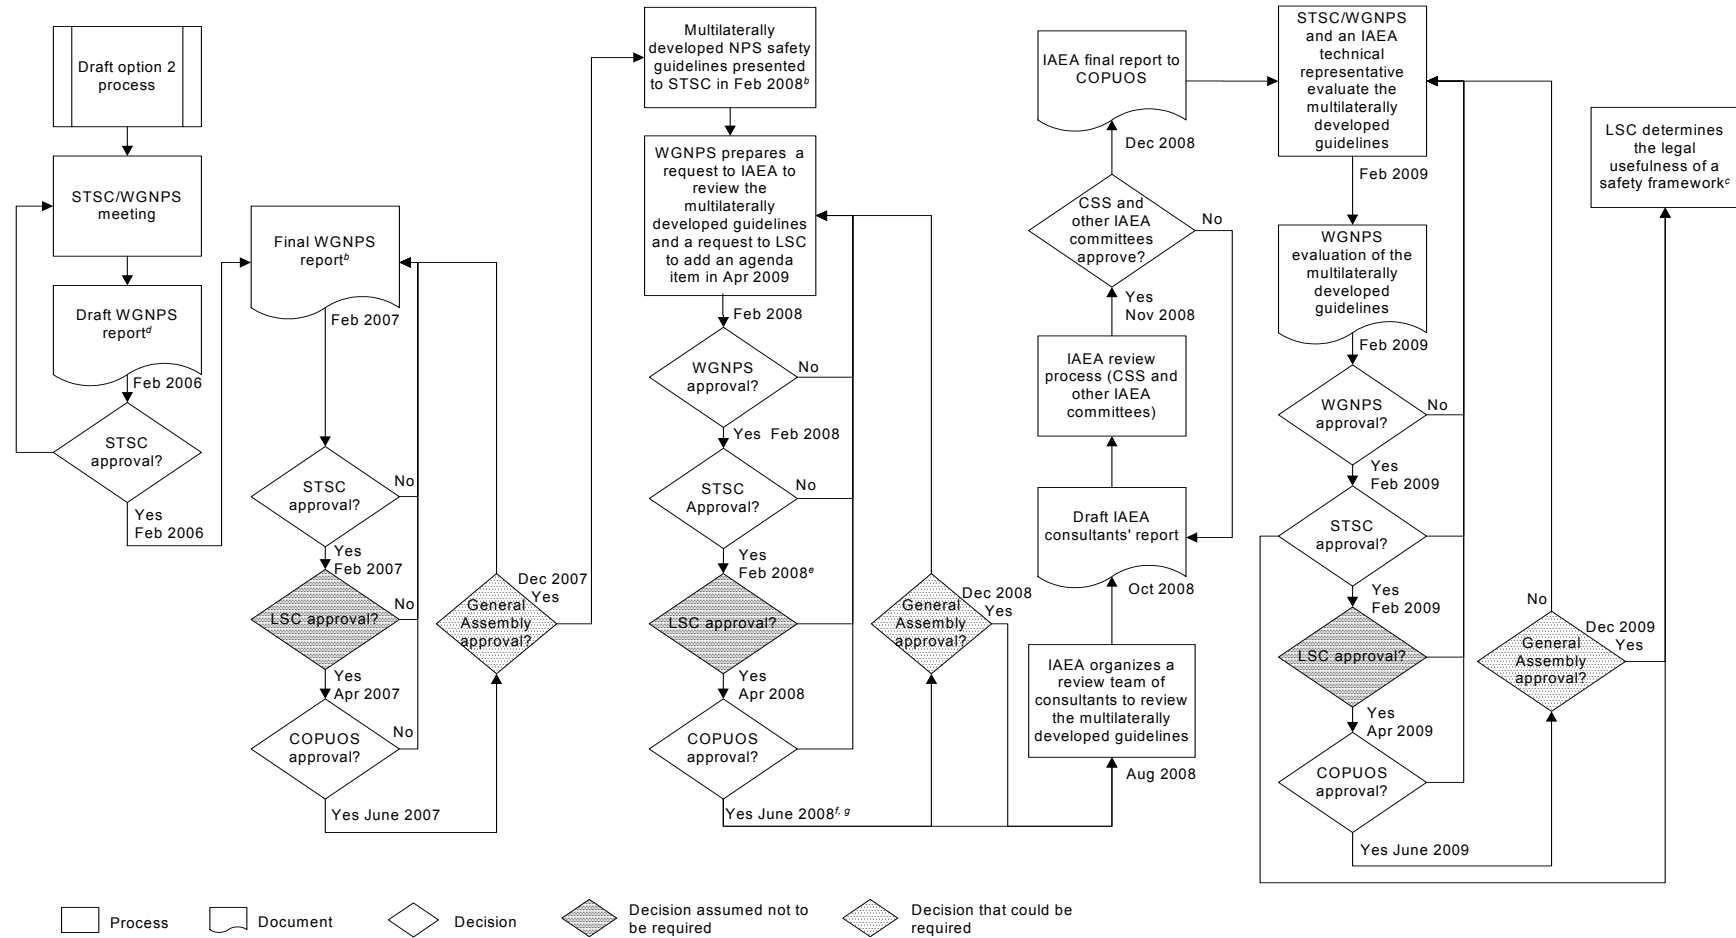 Draft option 2
process
STSC/WGNPS
meeting
Draft WGNPS
report^d
Feb 2006
STSC
approval?
Yes
Feb 2006
Final WGNPS
report^b
Feb 2007
STSC
approval?
No
Yes
Feb 2007
LSC approval?
No
Yes
Apr 2007
COPUOS
approval?
No
Yes June 2007
Dec 2007
Yes
General
Assembly
approval?
Multilaterally
developed NPS safety
guidelines presented
to STSC in Feb 2008^b
WGNPS prepares a
request to IAEA to
review the
multilaterally
developed guidelines
and a request to LSC
to add an agenda
item in Apr 2009
Feb 2008
WGNPS
approval?
No
Yes Feb 2008
STSC
Approval?
No
Yes
Feb 2008^e
LSC approval?
Yes
Apr 2008
COPUOS
approval?
Yes June 2008^f, g
Dec 2008
Yes
General
Assembly
approval?
IAEA final report to
COPUOS
Dec 2008
CSS and
other IAEA
committees
approve?
No
Yes
Nov 2008
IAEA review
process (CSS and
other IAEA
committees)
Draft IAEA
consultants' report
Oct 2008
IAEA organizes a
review team of
consultants to review
the multilaterally
developed guidelines
Aug 2008
STSC/WGNPS
and an IAEA
technical
representative
evaluate the
multilaterally
developed
guidelines
Feb 2009
WGNPS
evaluation of the
multilaterally
developed
guidelines
Feb 2009
WGNPS
approval?
No
Yes
Feb 2009
STSC
approval?
Yes
Feb 2009
LSC approval?
Yes
Apr 2009
COPUOS
approval?
Yes June 2009
No
Dec 2009
Yes
General
Assembly
approval?
LSC determines
the legal
usefulness of a
safety framework^c
Process
Document
Decision
Decision assumed not to
be required
Decision that could be
required